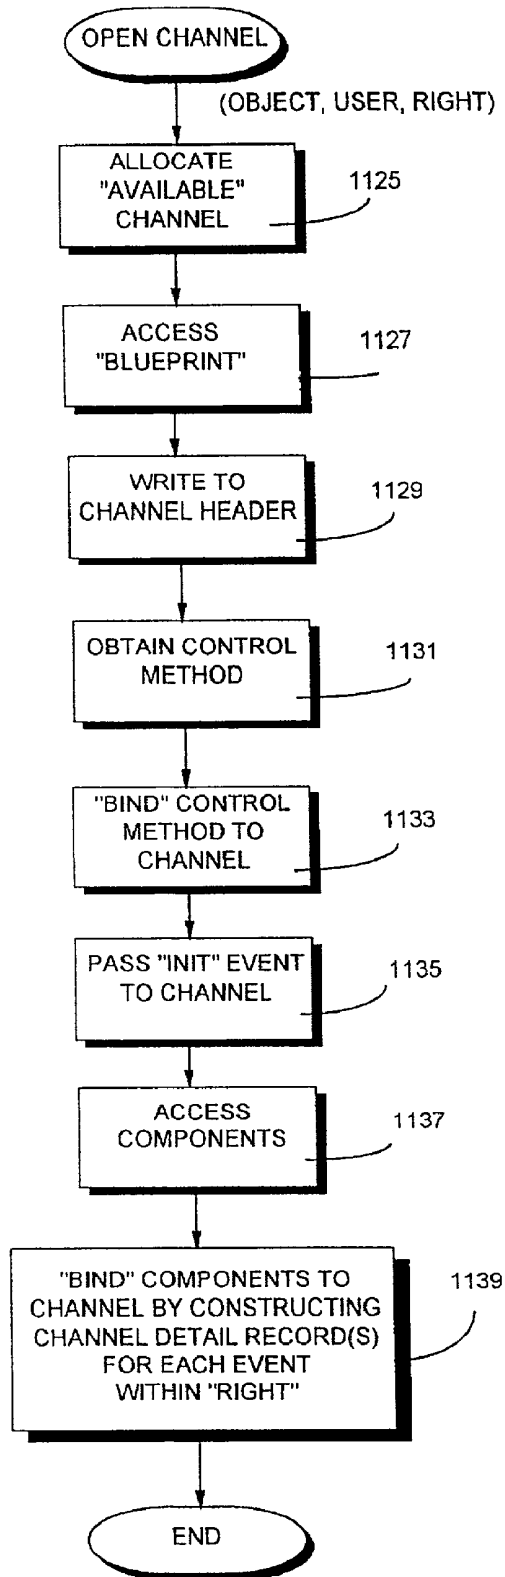 OPEN CHANNEL
(OBJECT, USER, RIGHT)
ALLOCATE
"AVAILABLE"
CHANNEL
1125
ACCESS
"BLUEPRINT"
1127
WRITE TO
CHANNEL HEADER
1129
OBTAIN CONTROL
METHOD
1131
"BIND" CONTROL
METHOD TO
CHANNEL
1133
PASS "INIT" EVENT
TO CHANNEL
1135
ACCESS
COMPONENTS
1137
"BIND" COMPONENTS TO
CHANNEL BY CONSTRUCTING
CHANNEL DETAIL RECORD(S)
FOR EACH EVENT
WITHIN "RIGHT"
1139
END